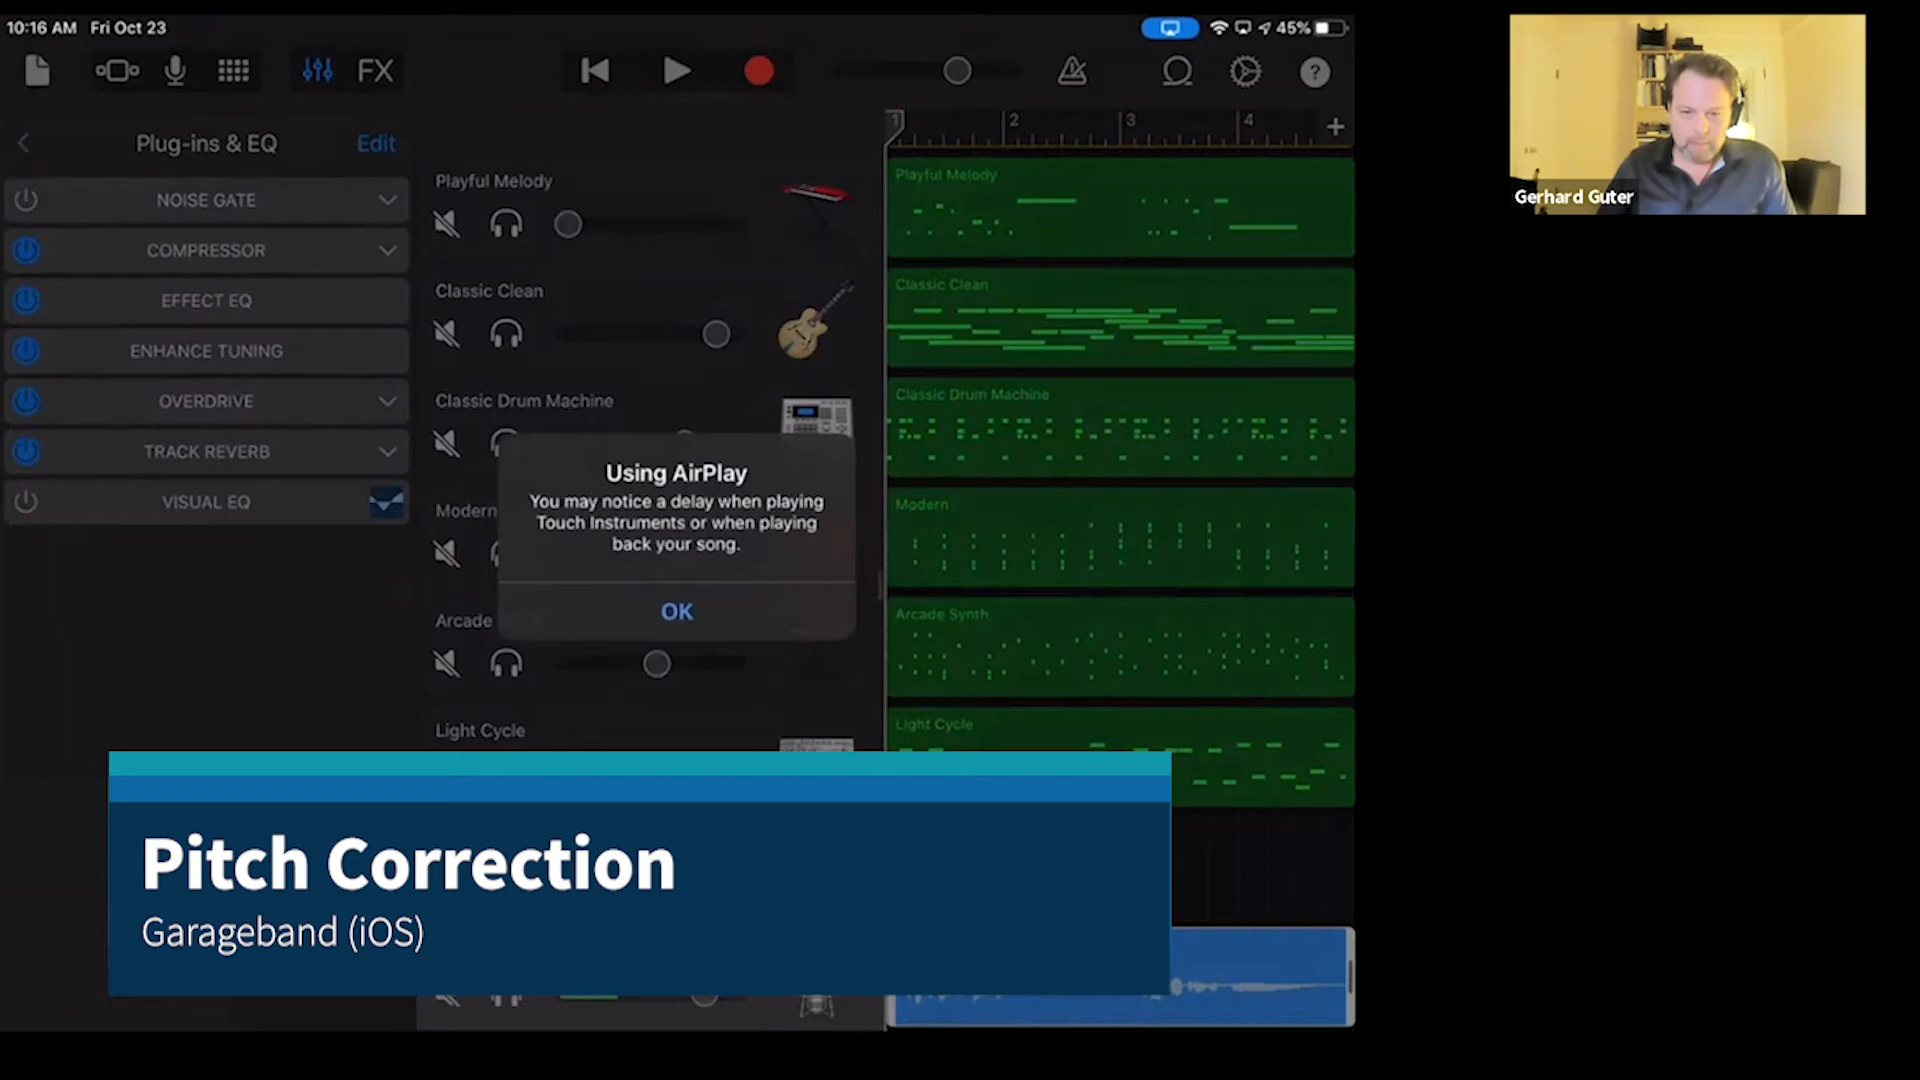 10:16 AM Fri Oct 23
45%
FX
Plug-ins & EQ
Edit
NOISE GATE
COMPRESSOR
EFFECT EQ
ENHANCE TUNING
OVERDRIVE
TRACK REVERB
VISUAL EQ
Playful Melody
Classic Clean
Classic Drum Machine
Modern
Arcade
Light Cycle
1 2 3 4 +
Playful Melody
Classic Clean
Classic Drum Machine
Modern
Arcade Synth
Light Cycle
Using AirPlay
You may notice a delay when playing
Touch Instruments or when playing
back your song.
OK
Pitch Correction
Garageband (iOS)
Gerhard Guter